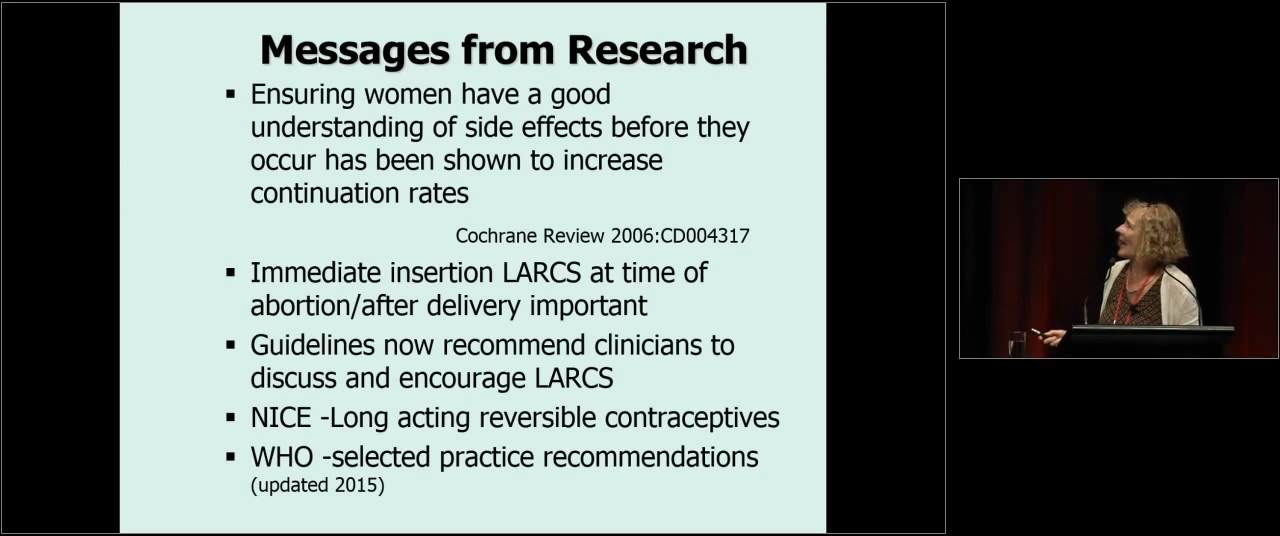 Messages from Research
▪ Ensuring women have a good
understanding of side effects before they
occur has been shown to increase
continuation rates
Cochrane Review 2006:CD004317
▪ Immediate insertion LARCS at time of
abortion/after delivery important
▪ Guidelines now recommend clinicians to
discuss and encourage LARCS
▪ NICE -Long acting reversible contraceptives
▪ WHO -selected practice recommendations
(updated 2015)